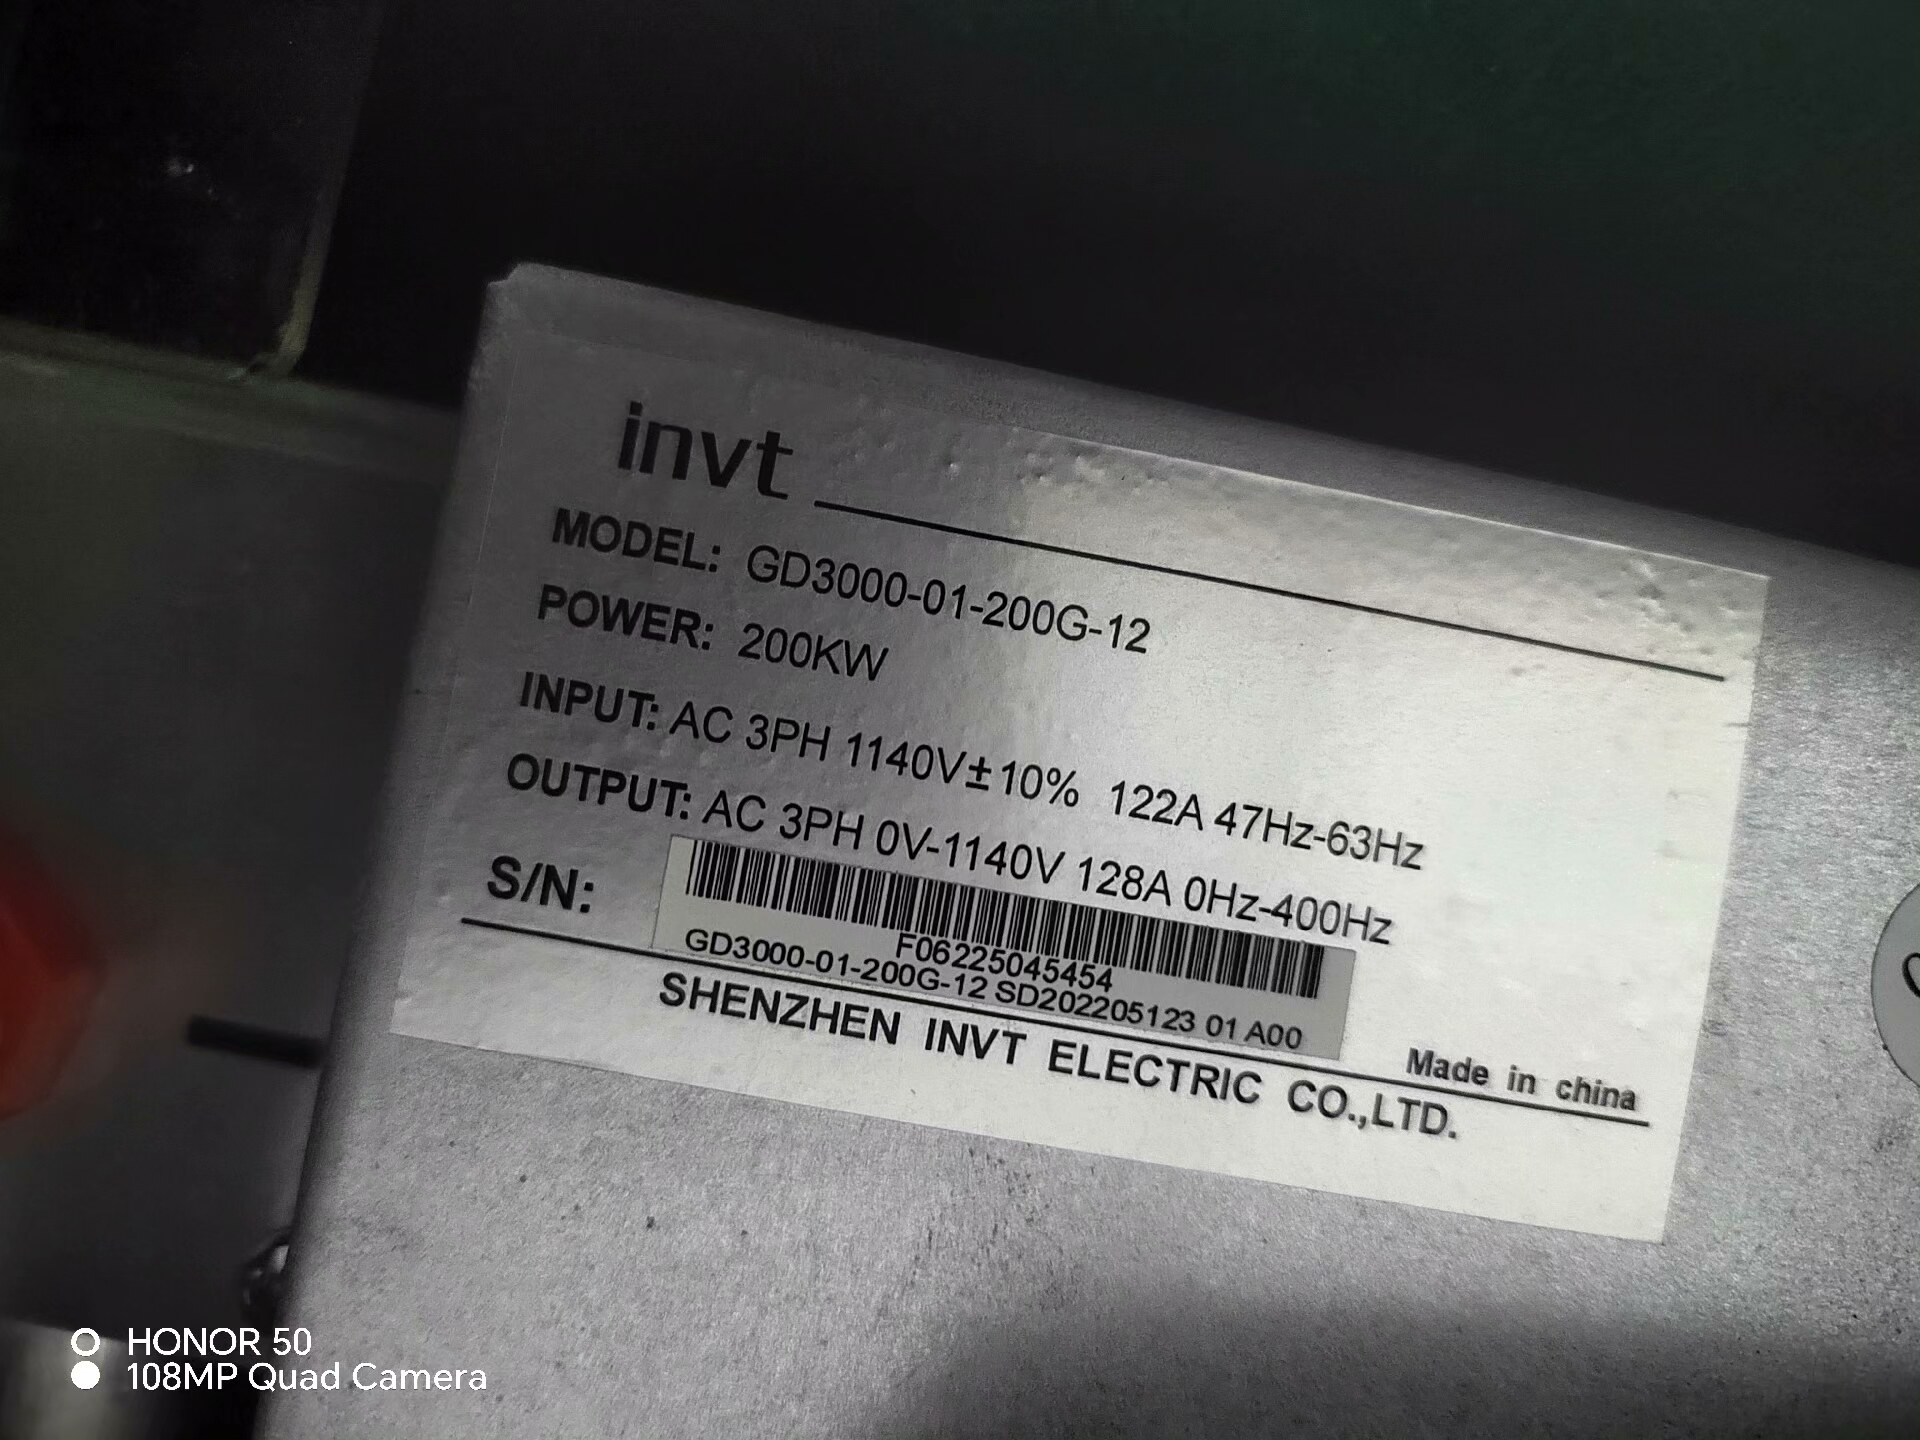 invt
MODEL: GD3000-01-200G-12
POWER: 200KW
INPUT: AC 3PH 1140V±10% 122A 47Hz-63Hz
OUTPUT: AC 3PH 0V-1140V 128A 0Hz-400Hz
S/N:
F06225045454
GD3000-01-200G-12 SD202205123 01 A00
Made in china
SHENZHEN INVT ELECTRIC CO.,LTD.
HONOR 50
108MP Quad Camera